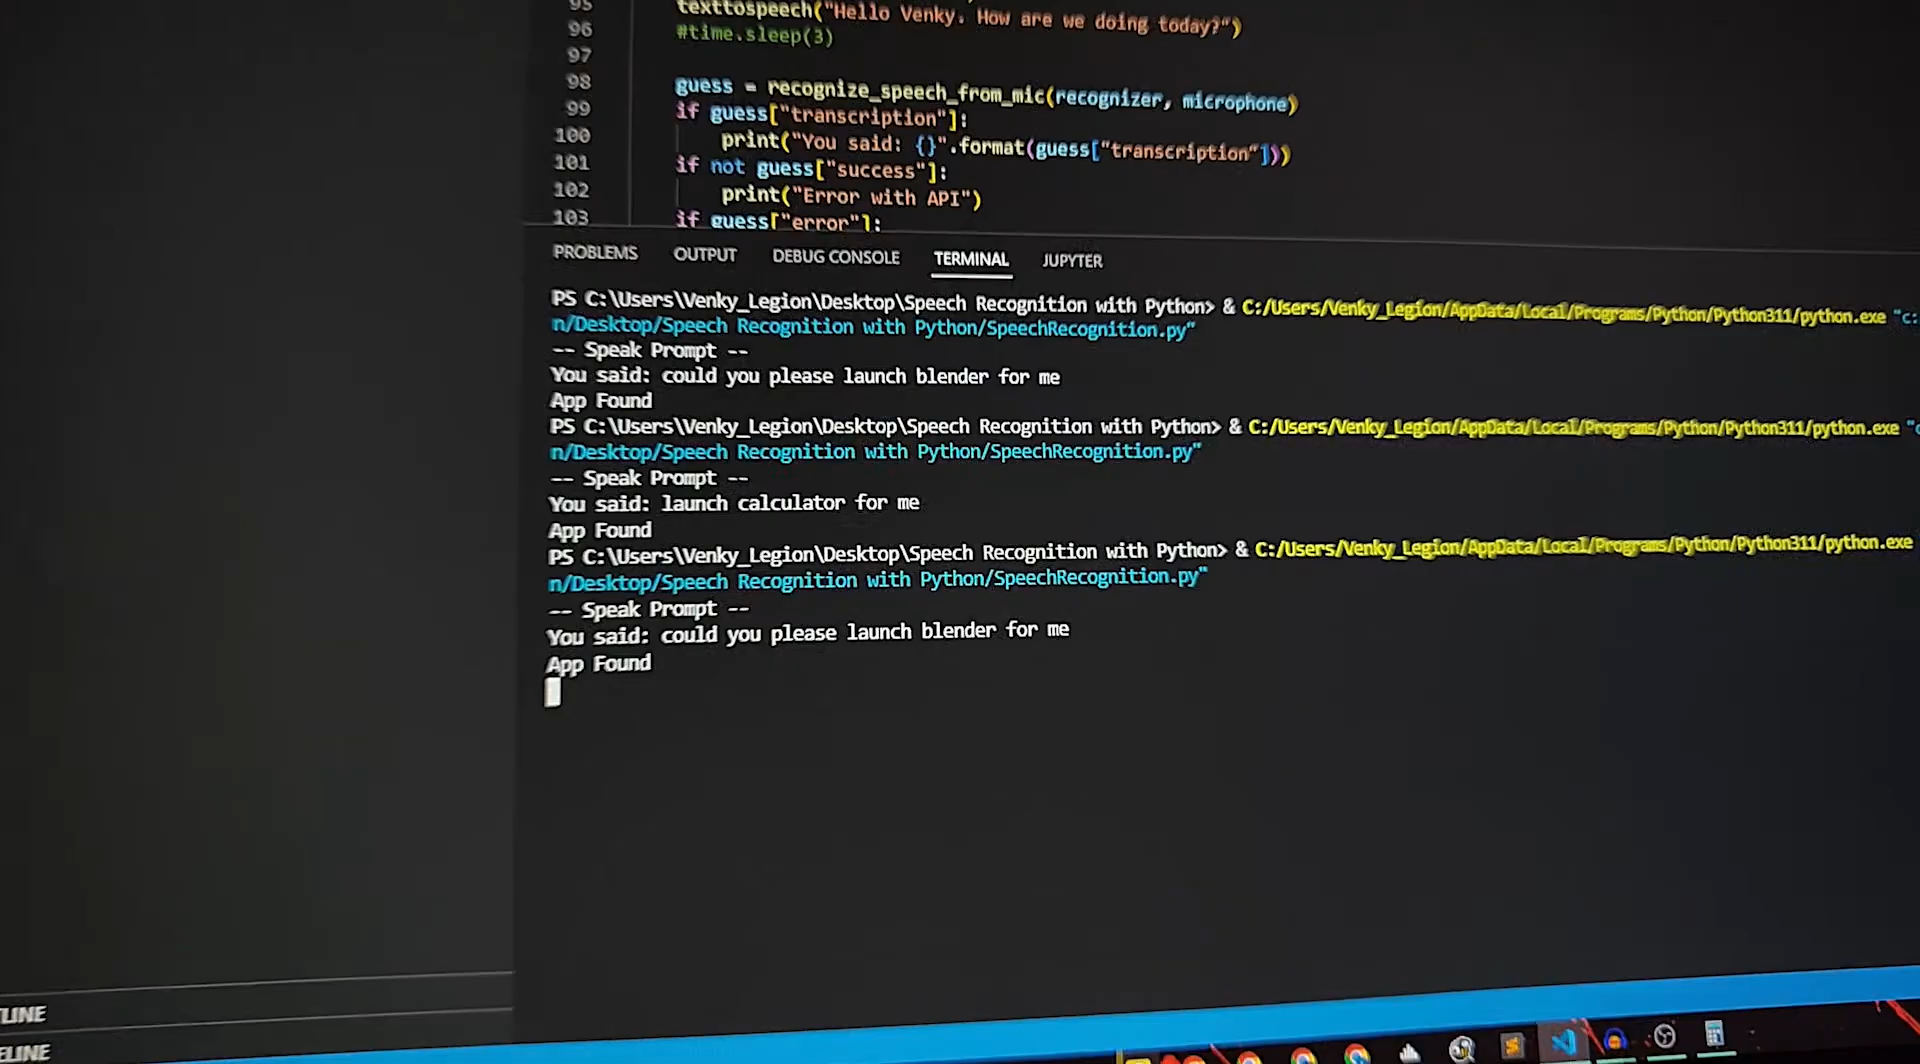 95 texttospeech("Hello Venky. How are we doing today?")
96 #time.sleep(3)
97
98 guess = recognize_speech_from_mic(recognizer, microphone)
99 if guess["transcription"]:
100 print("You said: {}".format(guess["transcription"]))
101 if not guess["success"]:
102 print("Error with API")
103 if guess["error"]:
PROBLEMS OUTPUT DEBUG CONSOLE TERMINAL JUPYTER
PS C:\Users\Venky_Legion\Desktop\Speech Recognition with Python> & C:/Users/Venky_Legion/AppData/Local/Programs/Python/Python311/python.exe "c:
n/Desktop/Speech Recognition with Python/SpeechRecognition.py"
-- Speak Prompt --
You said: could you please launch blender for me
App Found
PS C:\Users\Venky_Legion\Desktop\Speech Recognition with Python> & C:/Users/Venky_Legion/AppData/Local/Programs/Python/Python311/python.exe "
n/Desktop/Speech Recognition with Python/SpeechRecognition.py"
-- Speak Prompt --
You said: launch calculator for me
App Found
PS C:\Users\Venky_Legion\Desktop\Speech Recognition with Python> & C:/Users/Venky_Legion/AppData/Local/Programs/Python/Python311/python.exe
n/Desktop/Speech Recognition with Python/SpeechRecognition.py"
-- Speak Prompt --
You said: could you please launch blender for me
App Found
TLINE
ELINE